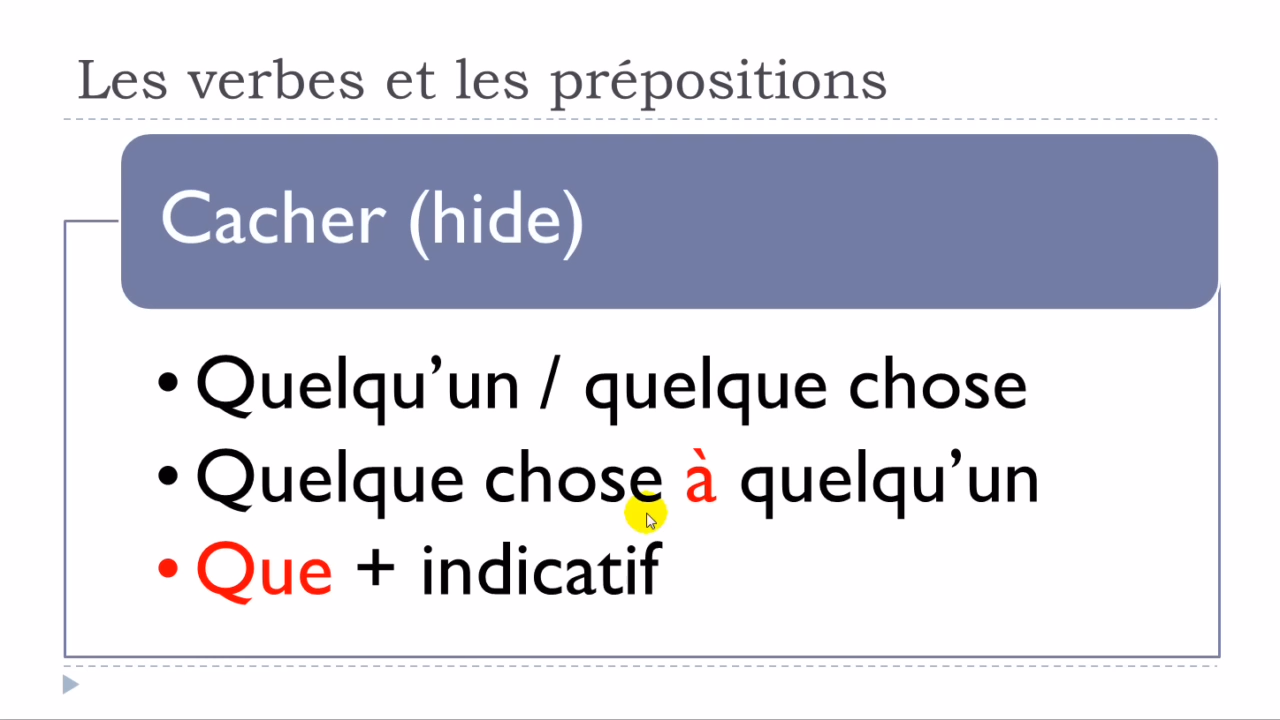 Les verbes et les prépositions
Cacher (hide)
• Quelqu’un / quelque chose
• Quelque chose à quelqu’un
• Que + indicatif